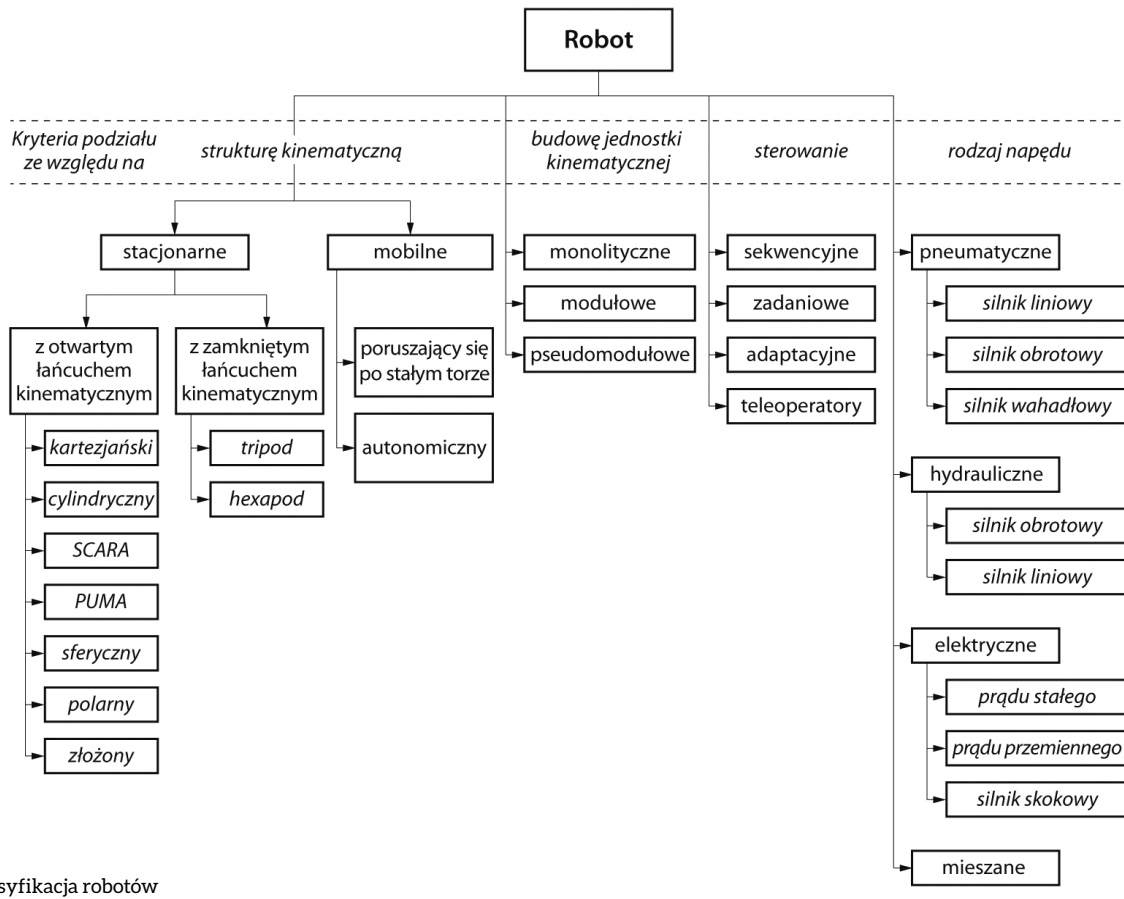 Robot
Kryteria podziału
ze względu na
strukturę kinematyczną
budowę jednostki
kinematycznej
sterowanie
rodzaj napędu
stacjonarne
mobilne
z otwartym
łańcuchem
kinematycznym
z zamkniętym
łańcuchem
kinematycznym
kartezjański
cylindryczny
SCARA
PUMA
sferyczny
polarny
złożony
tripod
hexapod
poruszający się
po stałym torze
autonomiczny
monolityczne
modułowe
pseudomodułowe
sekwencyjne
zadaniowe
adaptacyjne
teleoperatory
pneumatyczne
silnik liniowy
silnik obrotowy
silnik wahadłowy
hydrauliczne
silnik obrotowy
silnik liniowy
elektryczne
prądu stałego
prądu przemiennego
silnik skokowy
mieszane
syfikacja robotów